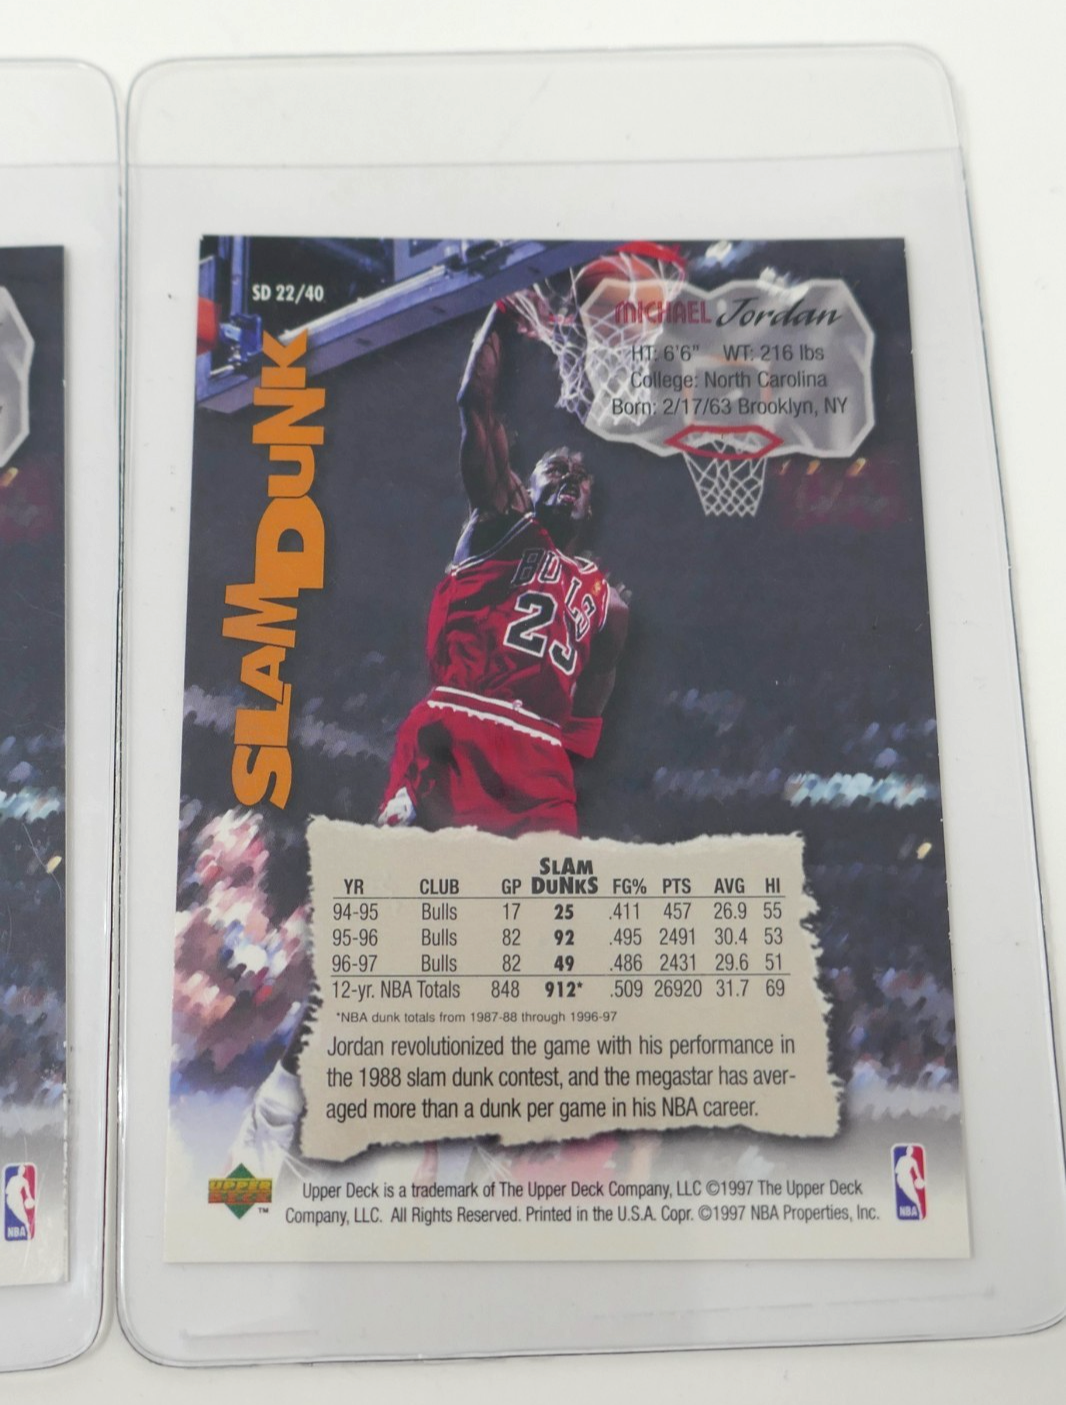 SD 22/40
SLAM DUNK
MICHAEL Jordan
HT: 6'6" WT: 216 lbs
College: North Carolina
Born: 2/17/63 Brooklyn, NY
BULLS
23
YR CLUB GP SLAM DUNKS FG% PTS AVG HI
94-95 Bulls 17 25 .411 457 26.9 55
95-96 Bulls 82 92 .495 2491 30.4 53
96-97 Bulls 82 49 .486 2431 29.6 51
12-yr. NBA Totals 848 912* .509 26920 31.7 69
*NBA dunk totals from 1987-88 through 1996-97
Jordan revolutionized the game with his performance in
the 1988 slam dunk contest, and the megastar has aver-
aged more than a dunk per game in his NBA career.
UPPER DECK TM
Upper Deck is a trademark of The Upper Deck Company, LLC ©1997 The Upper Deck
Company, LLC. All Rights Reserved. Printed in the U.S.A. Copr. ©1997 NBA Properties, Inc.
NBA
NBA